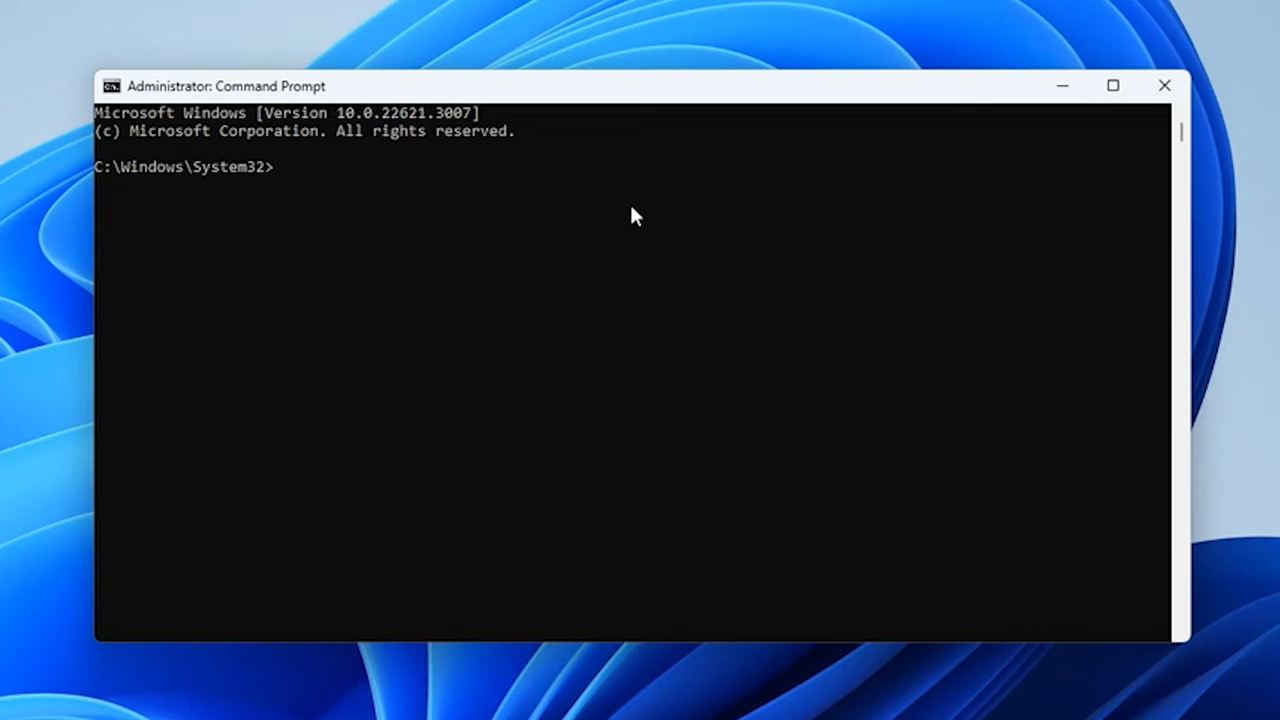 Administrator: Command Prompt
Microsoft Windows [Version 10.0.22621.3007]
(c) Microsoft Corporation. All rights reserved.
C:\Windows\System32>